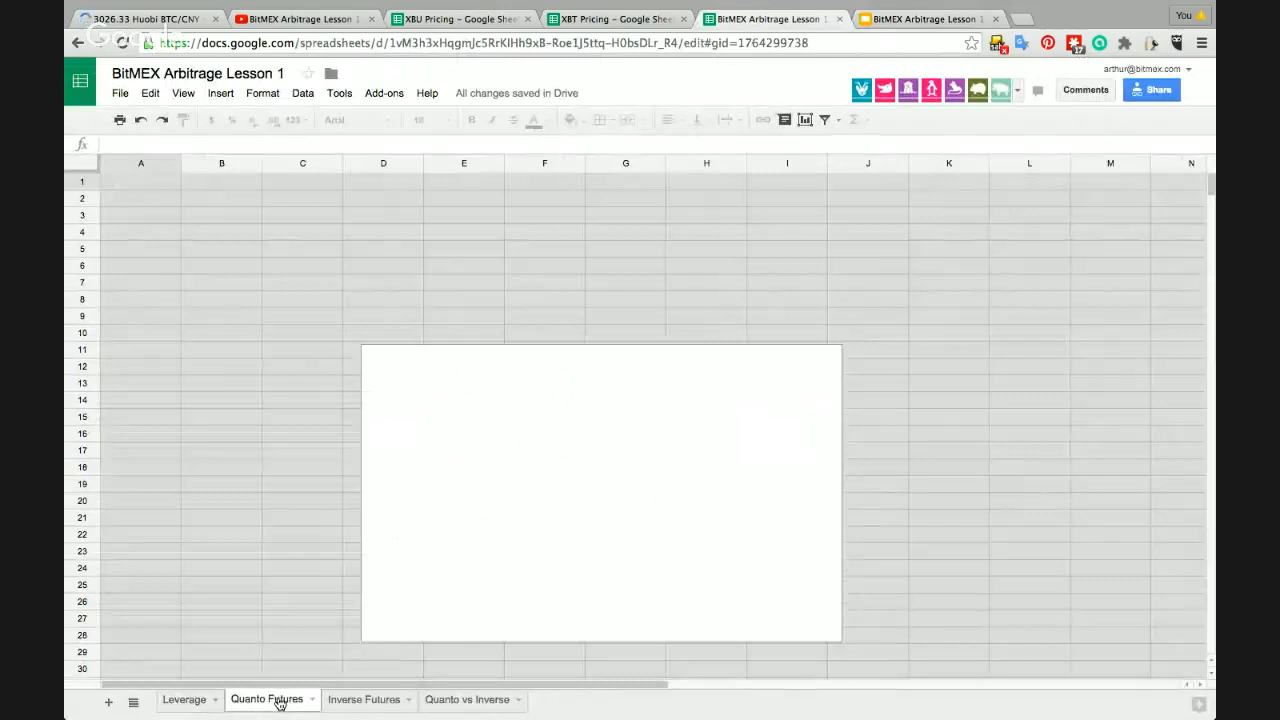 3026.33 Huobi BTC/CNY
BitMEX Arbitrage Lesson 1
XBU Pricing - Google Shee
XBT Pricing - Google Shee
BitMEX Arbitrage Lesson 1
BitMEX Arbitrage Lesson 1
You
https://docs.google.com/spreadsheets/d/1vM3h3xHqgmJc5RrKIHh9xB-Roe1J5ttq-H0bsDLr_R4/edit#gid=1764299738
17
BitMEX Arbitrage Lesson 1
arthur@bitmex.com
File Edit View Format Data Tools Add-ons Help All changes saved in Drive
Comments
Share
$ % 123 Arial 10 B I S A Σ
fx
A B C D E F G H I J K L M N
1
2
3
4
5
6
7
8
9
10
11
12
13
14
15
16
17
18
19
20
21
22
23
24
25
26
27
28
29
30
+ Leverage Quanto Futures Inverse Futures Quanto vs Inverse